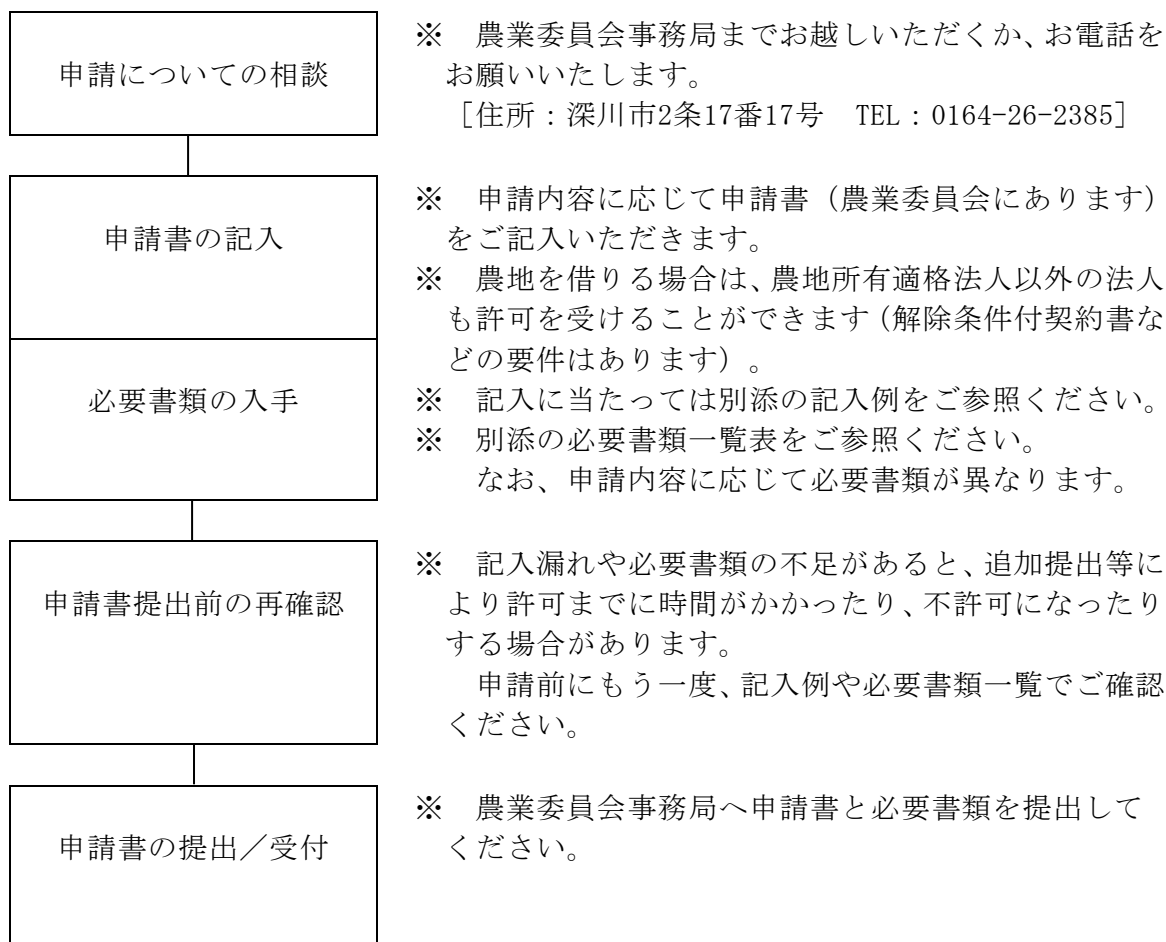 申請についての相談
※　農業委員会事務局までお越しいただくか、お電話を
お願いいたします。
［住所：深川市2条17番17号　TEL：0164-26-2385］
申請書の記入
※　申請内容に応じて申請書（農業委員会にあります）
をご記入いただきます。
※　農地を借りる場合は、農地所有適格法人以外の法人
も許可を受けることができます（解除条件付契約書な
どの要件はあります）。
必要書類の入手
※　記入に当たっては別添の記入例をご参照ください。
※　別添の必要書類一覧表をご参照ください。
なお、申請内容に応じて必要書類が異なります。
申請書提出前の再確認
※　記入漏れや必要書類の不足があると、追加提出等に
より許可までに時間がかかったり、不許可になったり
する場合があります。
申請前にもう一度、記入例や必要書類一覧でご確認
ください。
申請書の提出／受付
※　農業委員会事務局へ申請書と必要書類を提出して
ください。